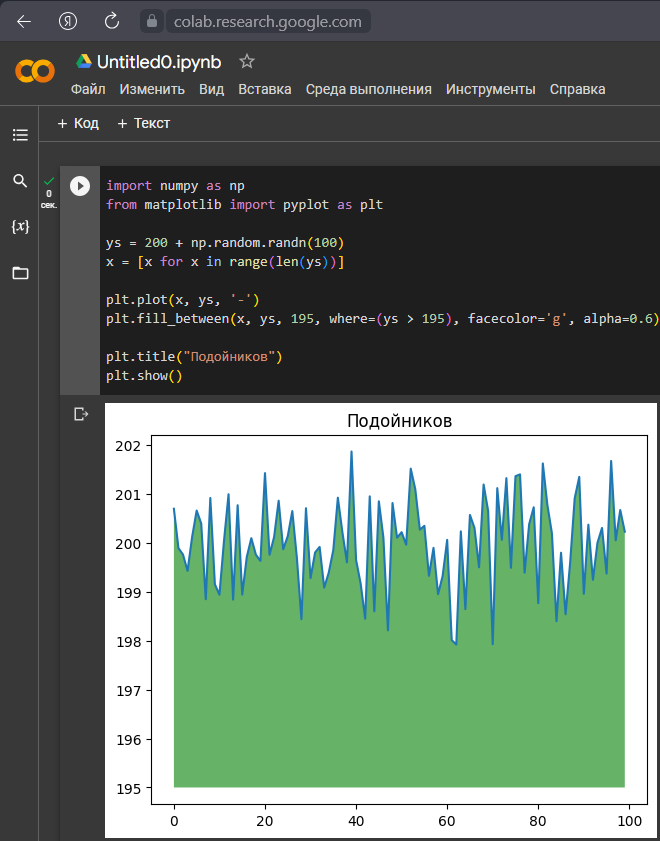 colab.research.google.com
Untitled0.ipynb
Файл Изменить Вид Вставка Среда выполнения Инструменты Справка
+ Код + Текст
0
сек.
{x}
import numpy as np
from matplotlib import pyplot as plt
ys = 200 + np.random.randn(100)
x = [x for x in range(len(ys))]
plt.plot(x, ys, '-')
plt.fill_between(x, ys, 195, where=(ys > 195), facecolor='g', alpha=0.6)
plt.title("Подойников")
plt.show()
Подойников
202
201
200
199
198
197
196
195
0 20 40 60 80 100